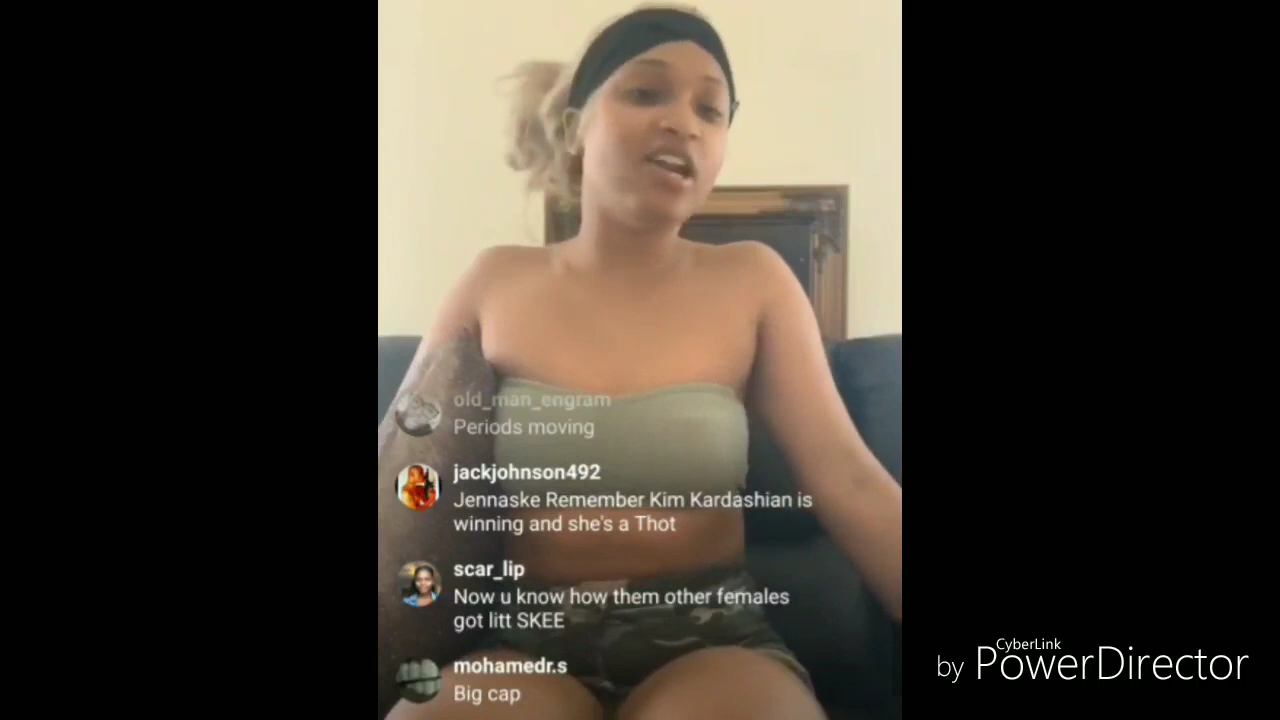 old_man_engram
Periods moving
jackjohnson492
Jennaske Remember Kim Kardashian is
winning and she's a Thot
scar_lip
Now u know how them other females
got litt SKEE
mohamedr.s
Big cap
CyberLink
by PowerDirector